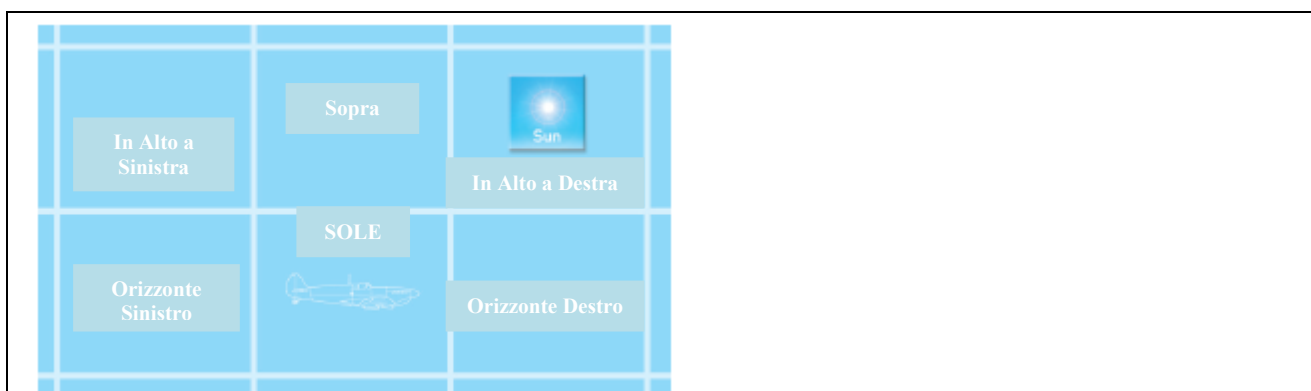 Sopra
Sun
In Alto a
Sinistra
In Alto a Destra
SOLE
Orizzonte
Sinistro
Orizzonte Destro